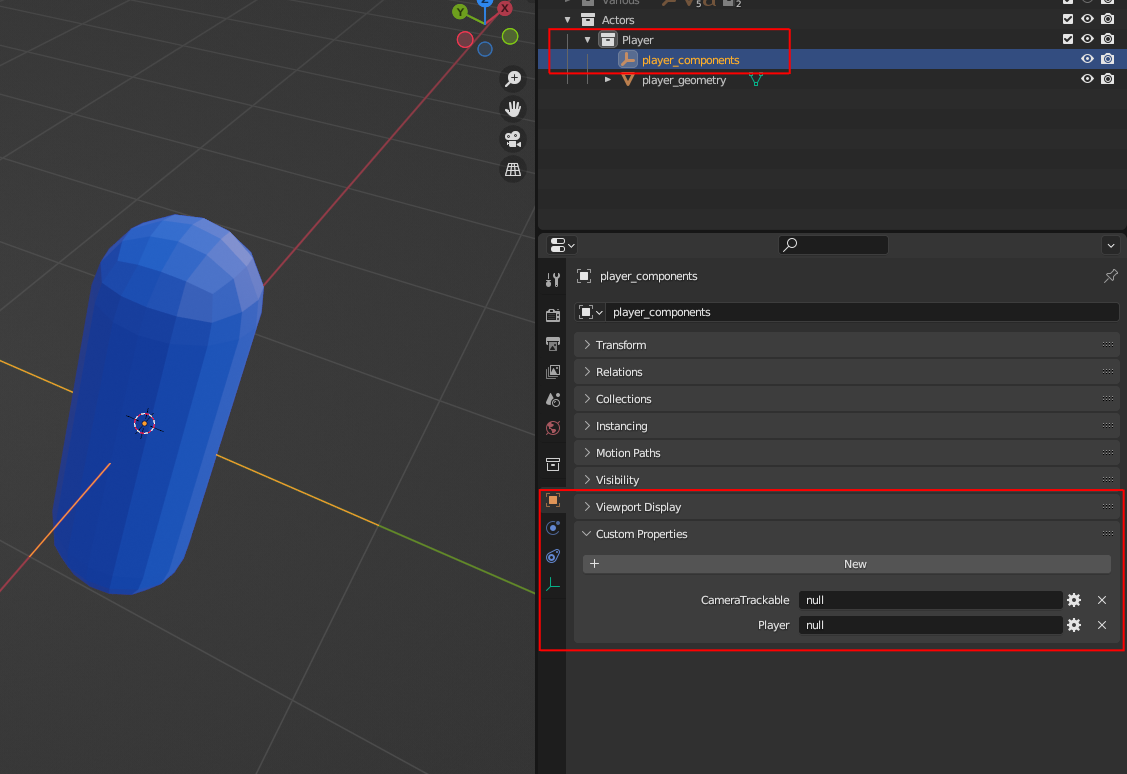 Various
5
2
Actors
Player
player_components
player_geometry
Y
Z
X
player_components
player_components
Transform
Relations
Collections
Instancing
Motion Paths
Visibility
Viewport Display
Custom Properties
New
CameraTrackable null
Player null